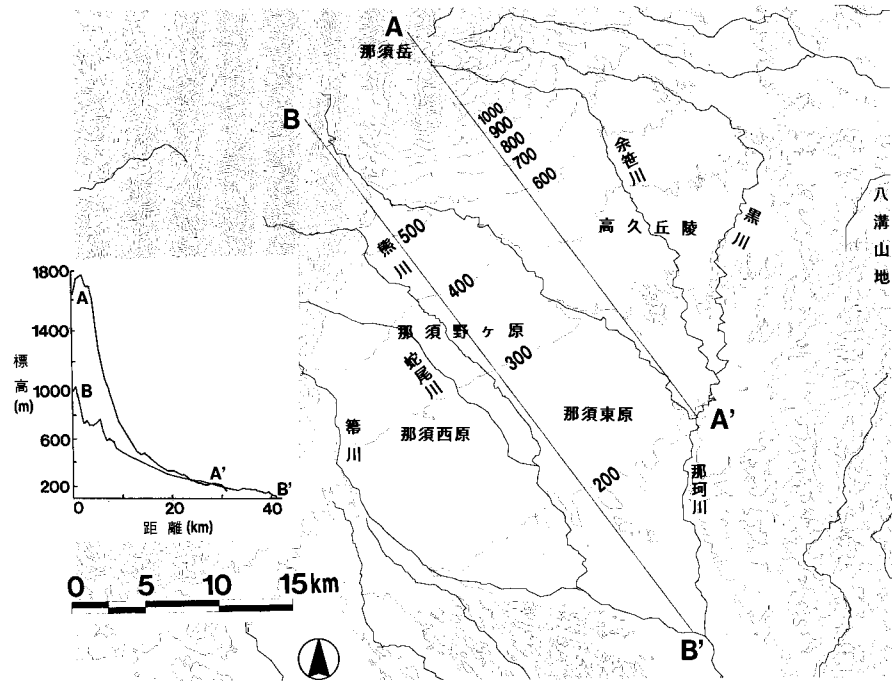 A
那須岳
B
1000
900
800
700
600
余笹川
高久丘陵
黒川
八溝山地
500
熊川
400
那須野ヶ原
300
蛇尾川
那須西原
那須東原
箒川
A'
200
那珂川
B'
1800
A
1400
標高
(m)
1000
B
600
200
A'
B'
0 20 40
距離(km)
0 5 10 15km